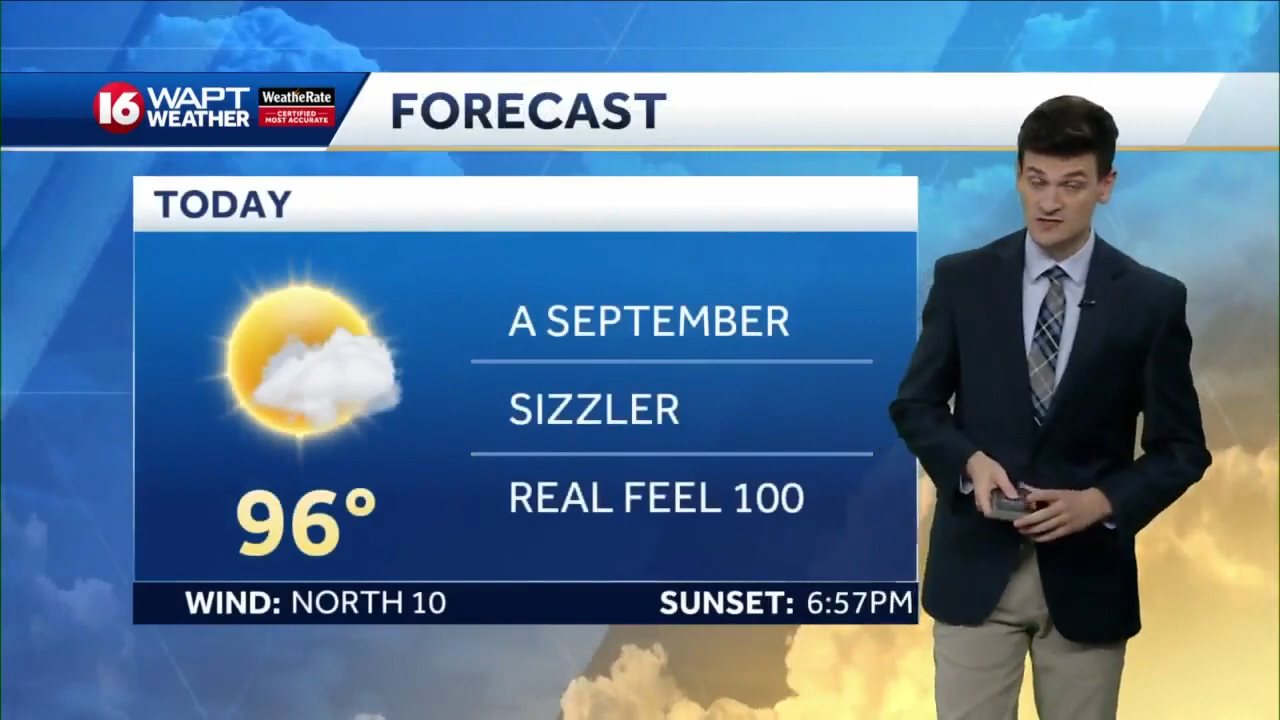 16 WAPT WEATHER
WeatheRate
CERTIFIED
MOST ACCURATE
FORECAST
TODAY
A SEPTEMBER
SIZZLER
REAL FEEL 100
96°
WIND: NORTH 10
SUNSET: 6:57PM